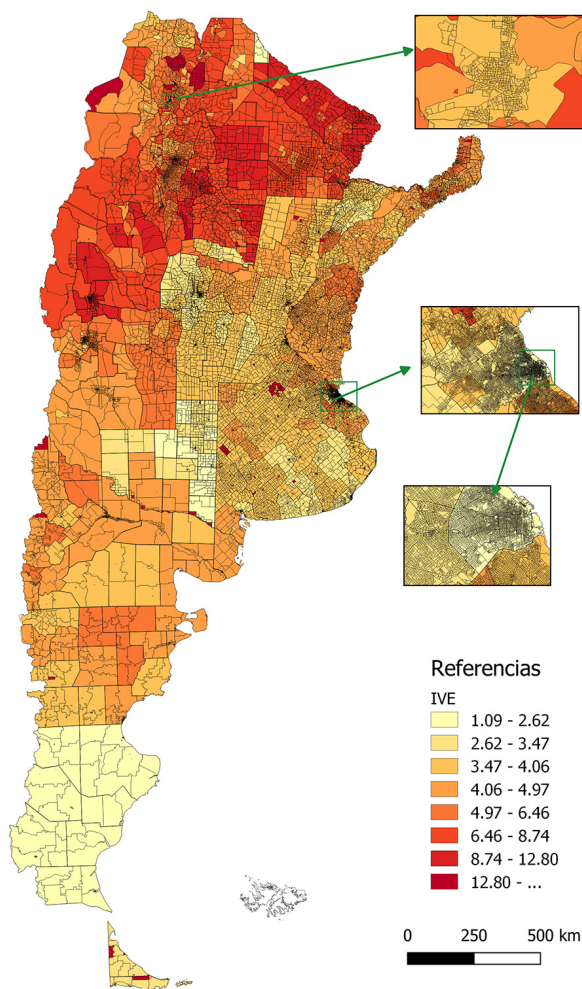 Referencias
IVE
1.09 - 2.62
2.62 - 3.47
3.47 - 4.06
4.06 - 4.97
4.97 - 6.46
6.46 - 8.74
8.74 - 12.80
12.80 - ...
0 250 500 km